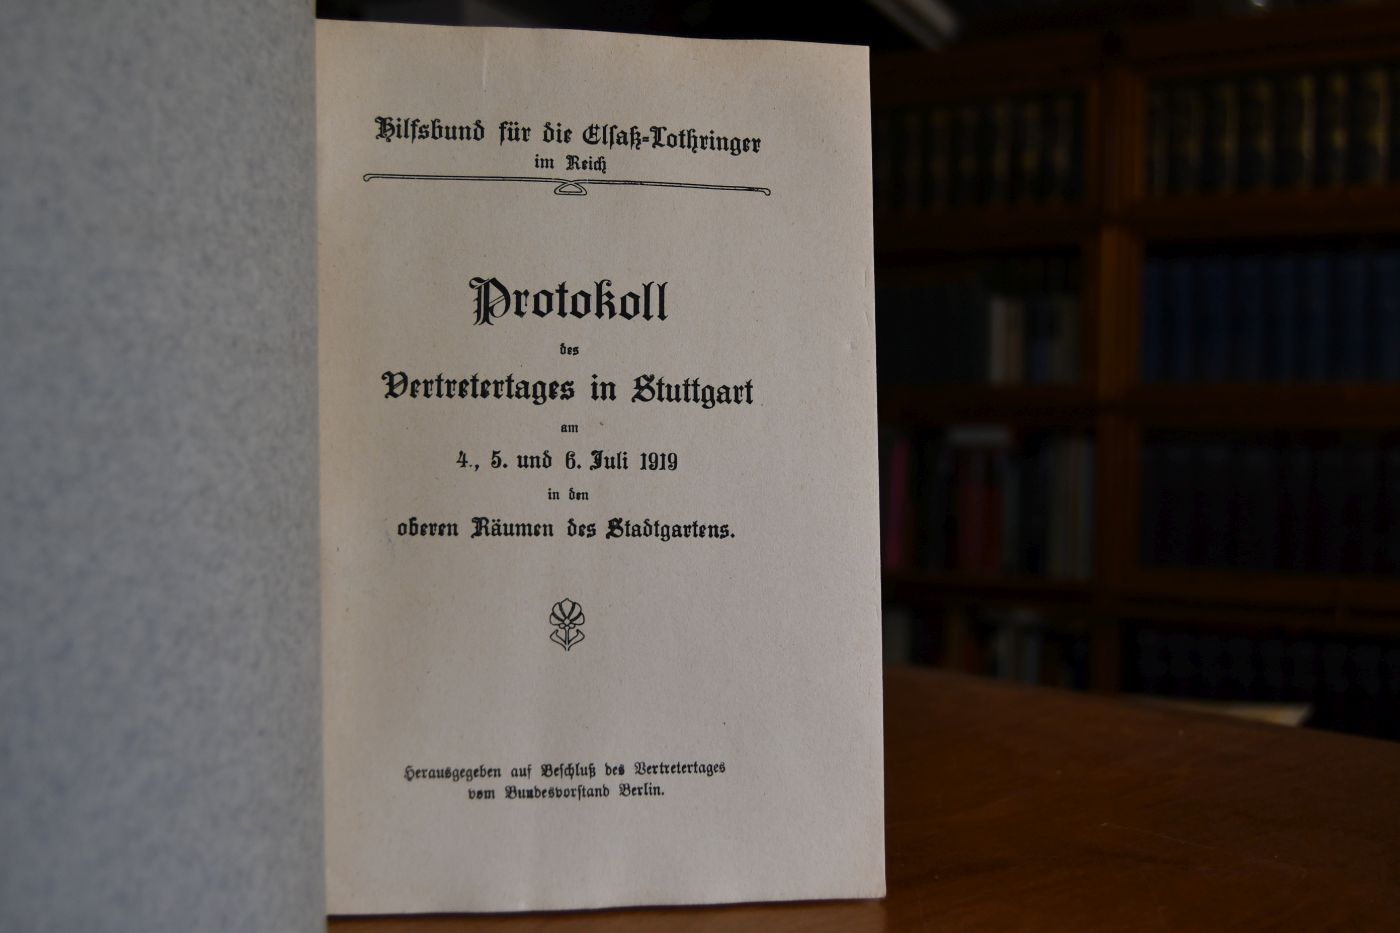 Hilfsbund für die Elſaß-Lothringer
im Reich
Protokoll
des
Vertretertages in Stuttgart
am
4., 5. und 6. Juli 1919
in den
oberen Räumen des Stadtgartens.
Herausgegeben auf Beſchluß des Vertretertages
vom Bundesvorſtand Berlin.